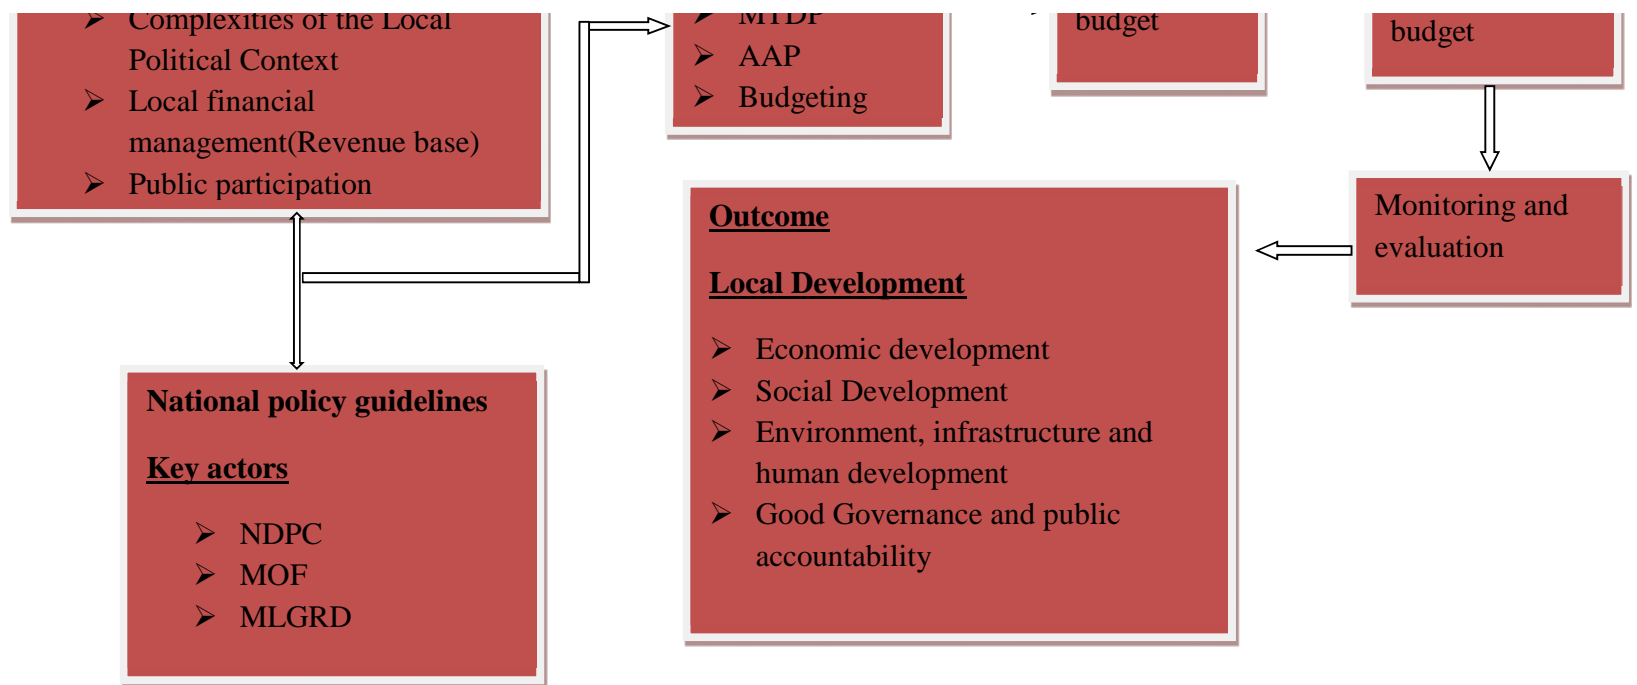 Complexities of the Local
Political Context
Local financial
management(Revenue base)
Public participation
MTDP
AAP
Budgeting
budget
budget
Monitoring and
evaluation
Outcome
Local Development
Economic development
Social Development
Environment, infrastructure and
human development
Good Governance and public
accountability
National policy guidelines
Key actors
NDPC
MOF
MLGRD